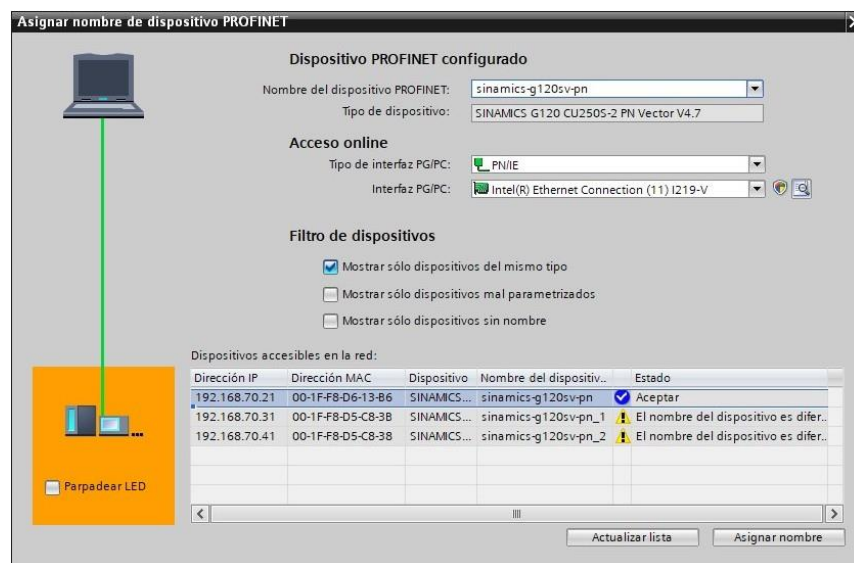 Asignar nombre de dispositivo PROFINET
Dispositivo PROFINET configurado
Nombre del dispositivo PROFINET: sinamics-g120sv-pn
Tipo de dispositivo: SINAMICS G120 CU250S-2 PN Vector V4.7
Acceso online
Tipo de interfaz PG/PC: PN/IE
Interfaz PG/PC: Intel(R) Ethernet Connection (11) I219-V
Filtro de dispositivos
Mostrar sólo dispositivos del mismo tipo
Mostrar sólo dispositivos mal parametrizados
Mostrar sólo dispositivos sin nombre
Dispositivos accesibles en la red:
Dirección IP Dirección MAC Dispositivo Nombre del dispositiv.. Estado
192.168.70.21 00-1F-F8-D6-13-B6 SINAMICS... sinamics-g120sv-pn Aceptar
192.168.70.31 00-1F-F8-D5-C8-3B SINAMICS... sinamics-g120sv-pn_1 El nombre del dispositivo es difer..
192.168.70.41 00-1F-F8-D5-C8-38 SINAMICS... sinamics-g120sv-pn_2 El nombre del dispositivo es difer..
Parpadear LED
Actualizar lista Asignar nombre